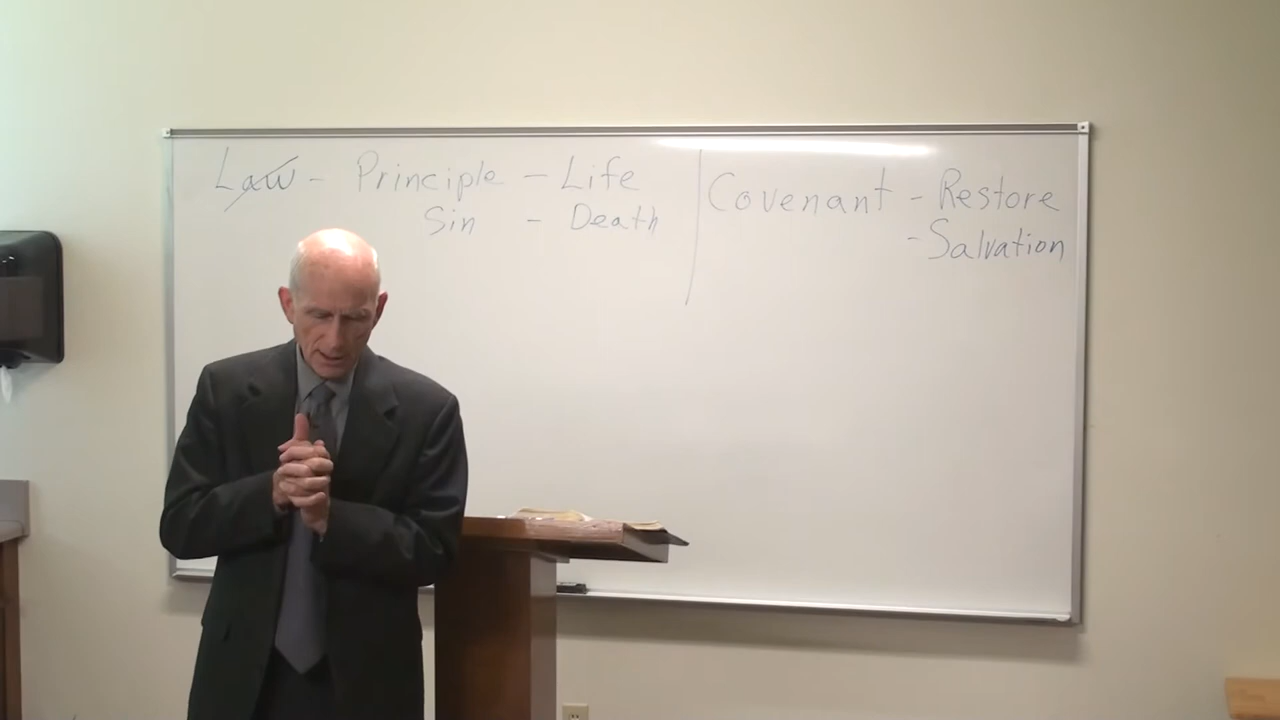 Law - Principle - Life
Sin - Death
Covenant - Restore
- Salvation